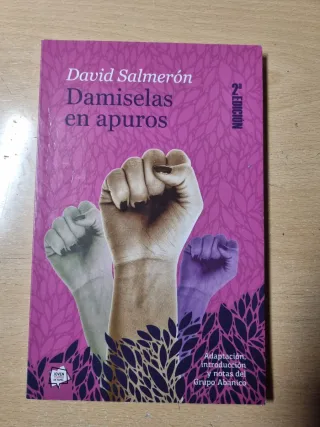 David Salmerón
Damiselas
en apuros
2ª EDICIÓN
Adaptación,
introducción
y notas del
Grupo Abanico